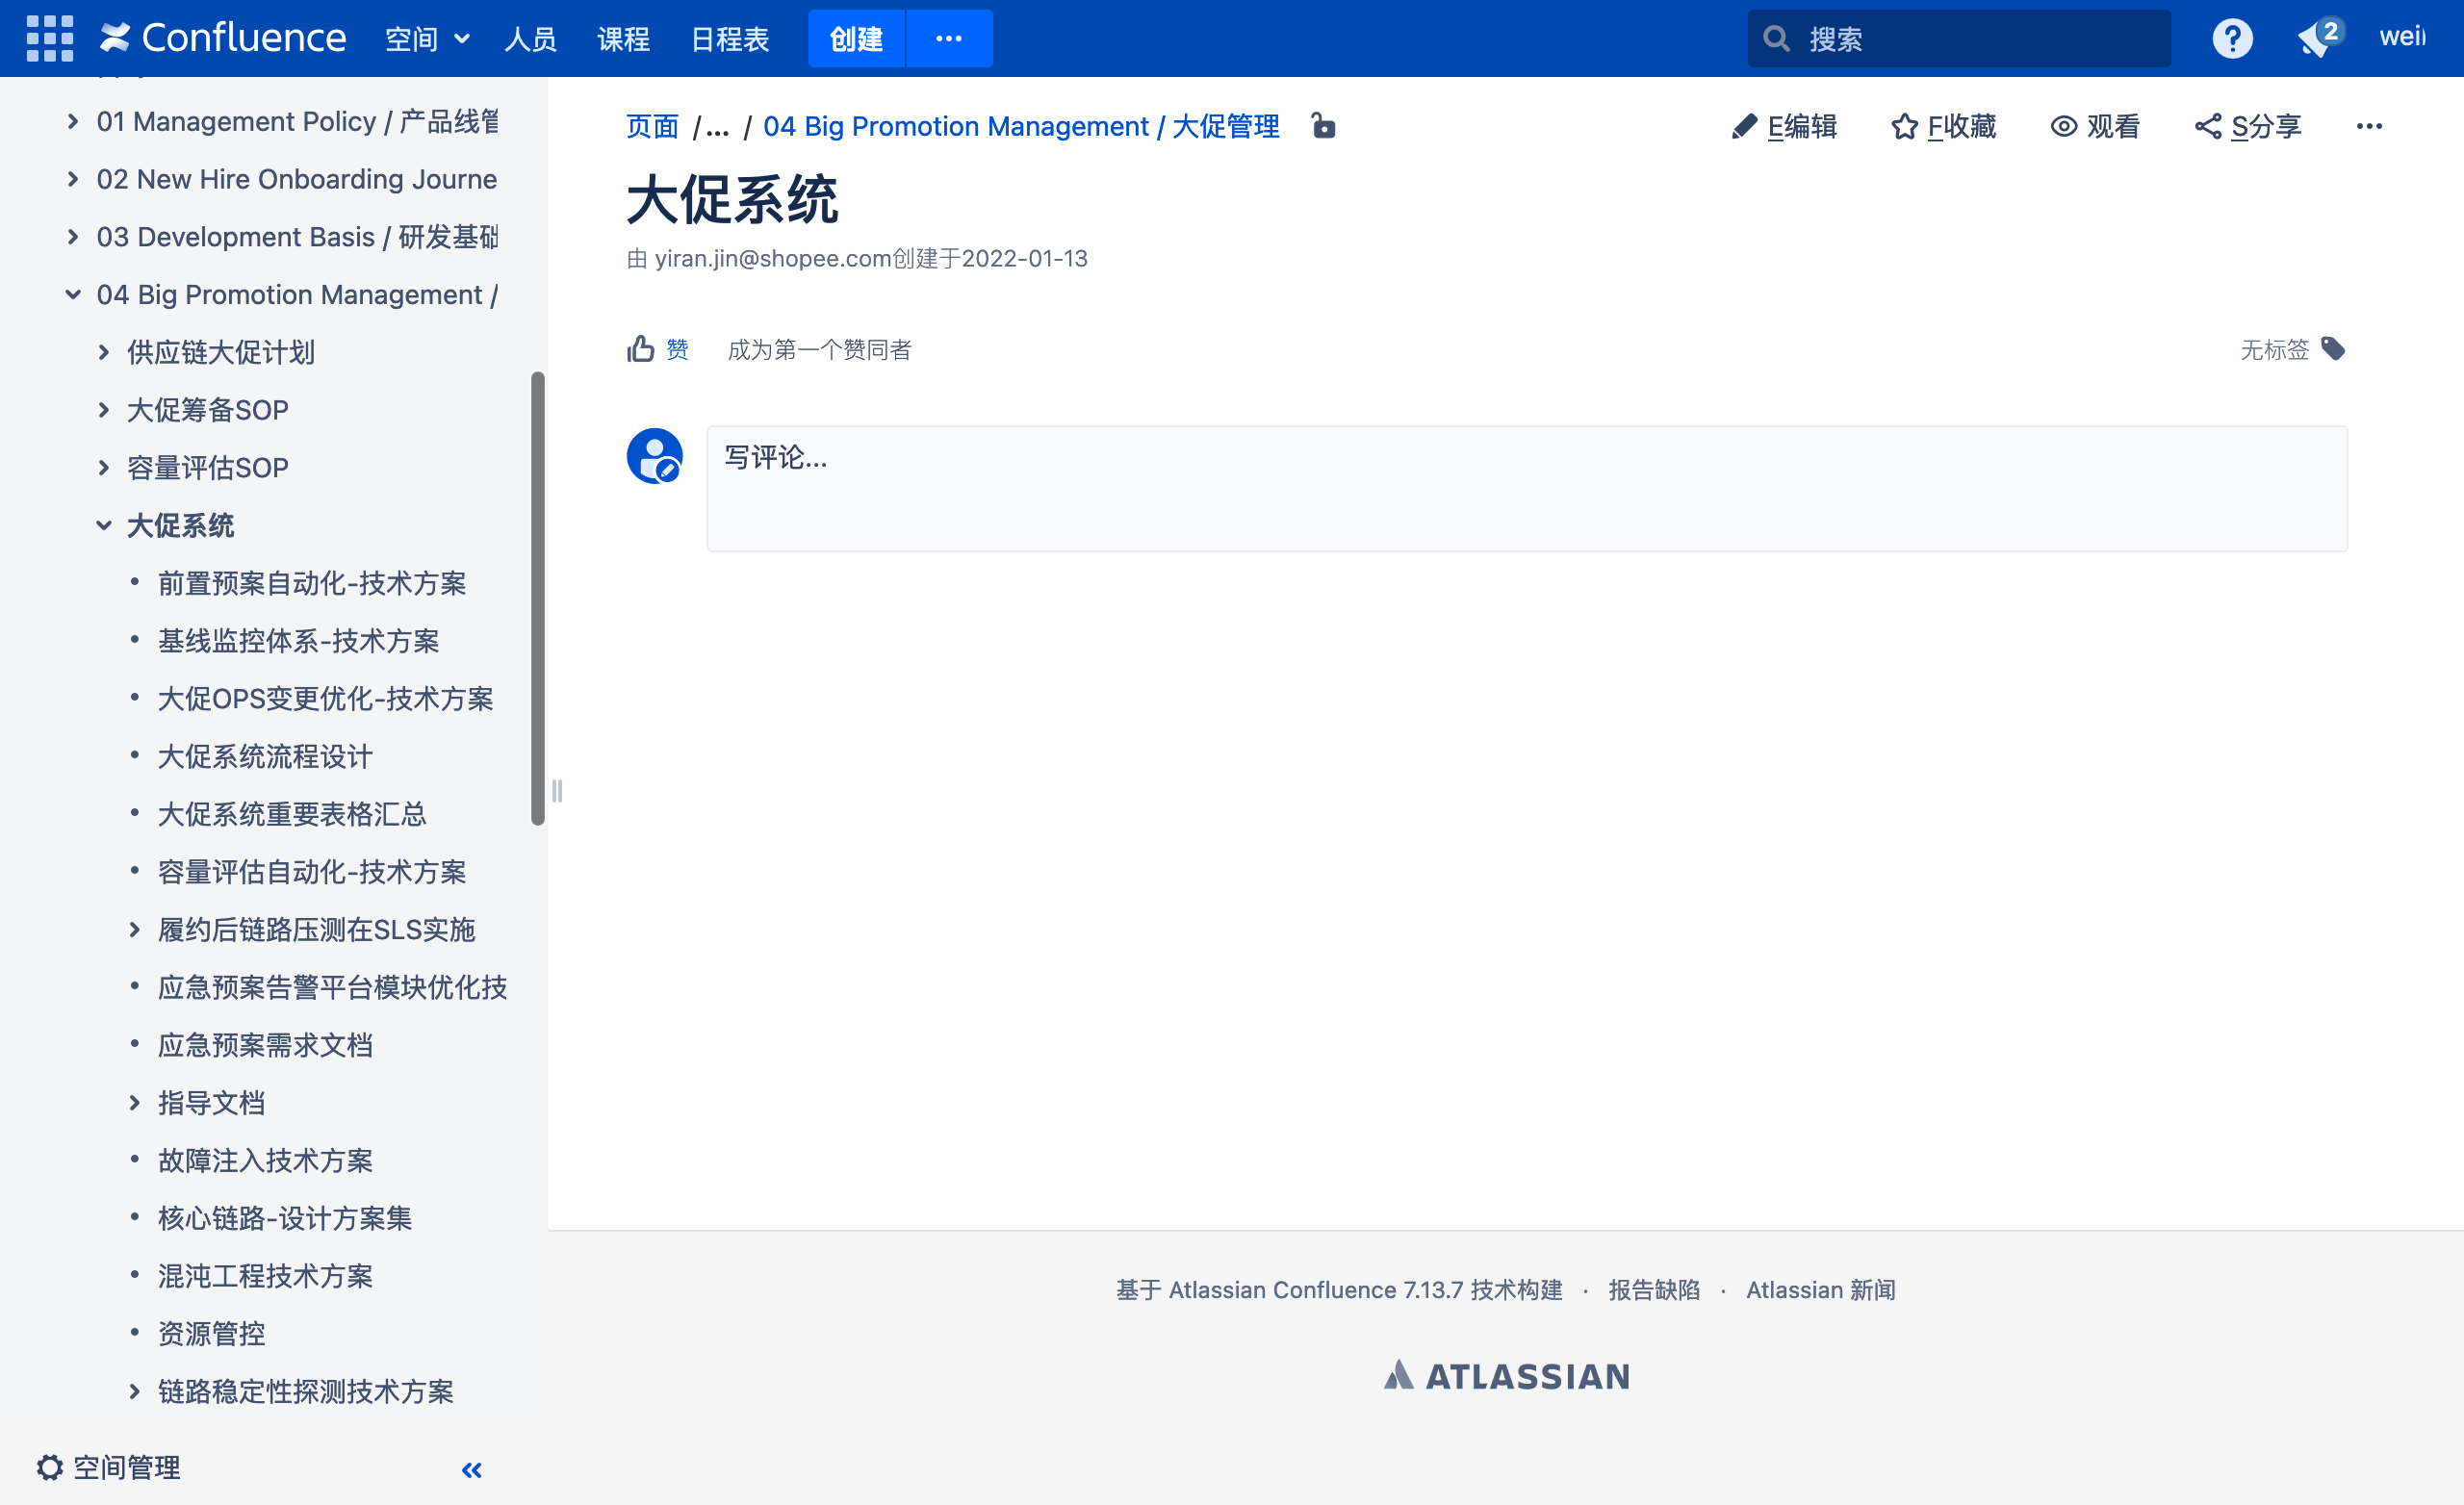 Confluence 空间 人员 课程 日程表 创建 ··· 搜索 ? 2 wei
01 Management Policy / 产品线管
02 New Hire Onboarding Journe
03 Development Basis / 研发基础
04 Big Promotion Management /
供应链大促计划
大促筹备SOP
容量评估SOP
大促系统
前置预案自动化-技术方案
基线监控体系-技术方案
大促OPS变更优化-技术方案
大促系统流程设计
大促系统重要表格汇总
容量评估自动化-技术方案
履约后链路压测在SLS实施
应急预案告警平台模块优化技
应急预案需求文档
指导文档
故障注入技术方案
核心链路-设计方案集
混沌工程技术方案
资源管控
链路稳定性探测技术方案
空间管理
页面 /... / 04 Big Promotion Management / 大促管理
E编辑 F收藏 观看 S分享 ···
大促系统
由 yiran.jin@shopee.com创建于2022-01-13
赞 成为第一个赞同者 无标签
写评论...
基于 Atlassian Confluence 7.13.7 技术构建 · 报告缺陷 · Atlassian 新闻
ATLASSIAN